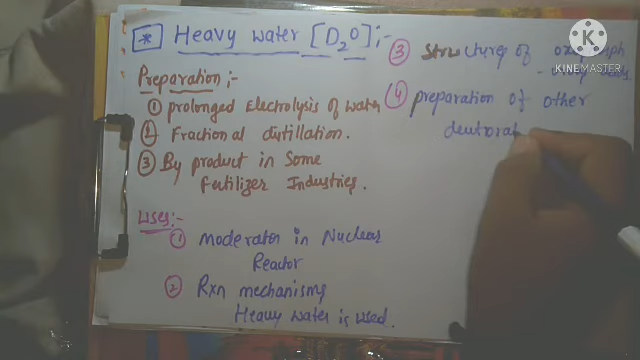 * Heavy water [D2O] ;-
Preparation ;-
① prolonged Electrolysis of water
② Fractional dutillation.
③ By product in Some
Fertilizer Industries.
Uses:-
① Moderator in Nuclear
Reactor
② Rxn mechanisms
Heavy water is used.
③ Structures of
④ preparation of other
deutorat
KINEMASTER